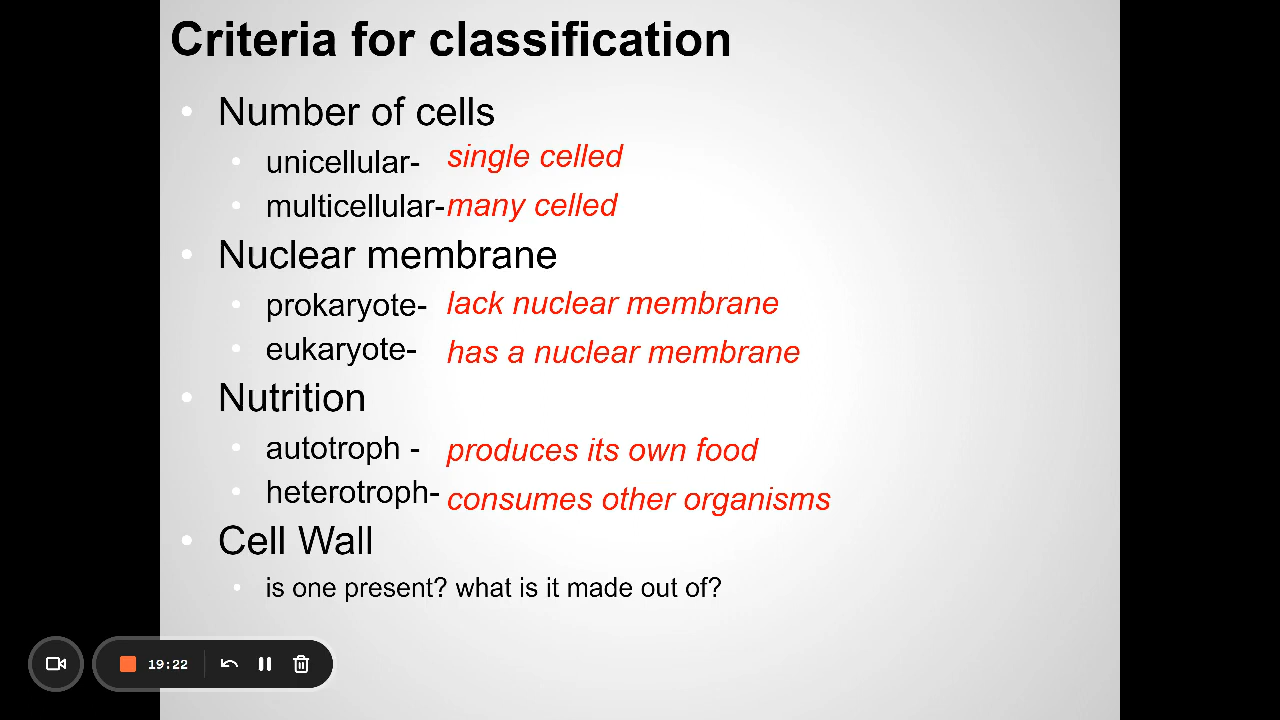 Criteria for classification
• Number of cells
• unicellular- single celled
• multicellular- many celled
• Nuclear membrane
• prokaryote- lack nuclear membrane
• eukaryote- has a nuclear membrane
• Nutrition
• autotroph - produces its own food
• heterotroph- consumes other organisms
• Cell Wall
• is one present? what is it made out of?
19:22